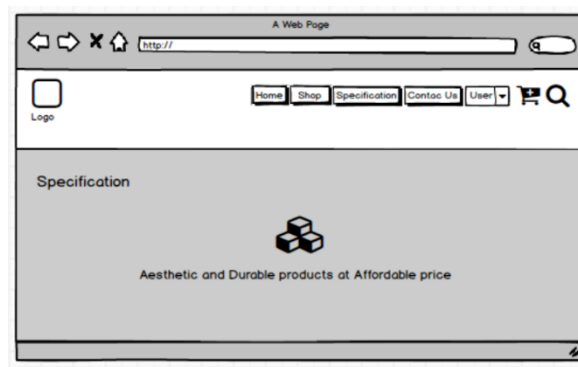 A Web Page
http://
Logo
Home Shop Specification Contac Us User
Specification
Aesthetic and Durable products at Affordable price